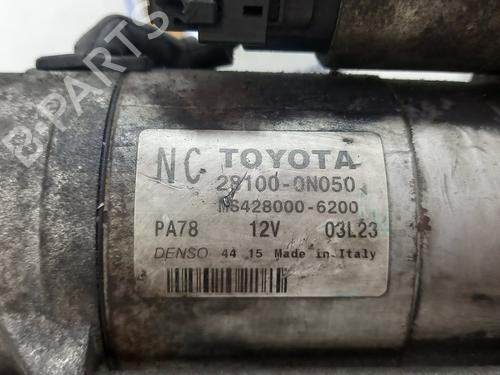 NC TOYOTA
28100-0N050
MS428000-6200
PA78 12V 03L23
DENSO 44 15 Made in Italy
B-PARTS